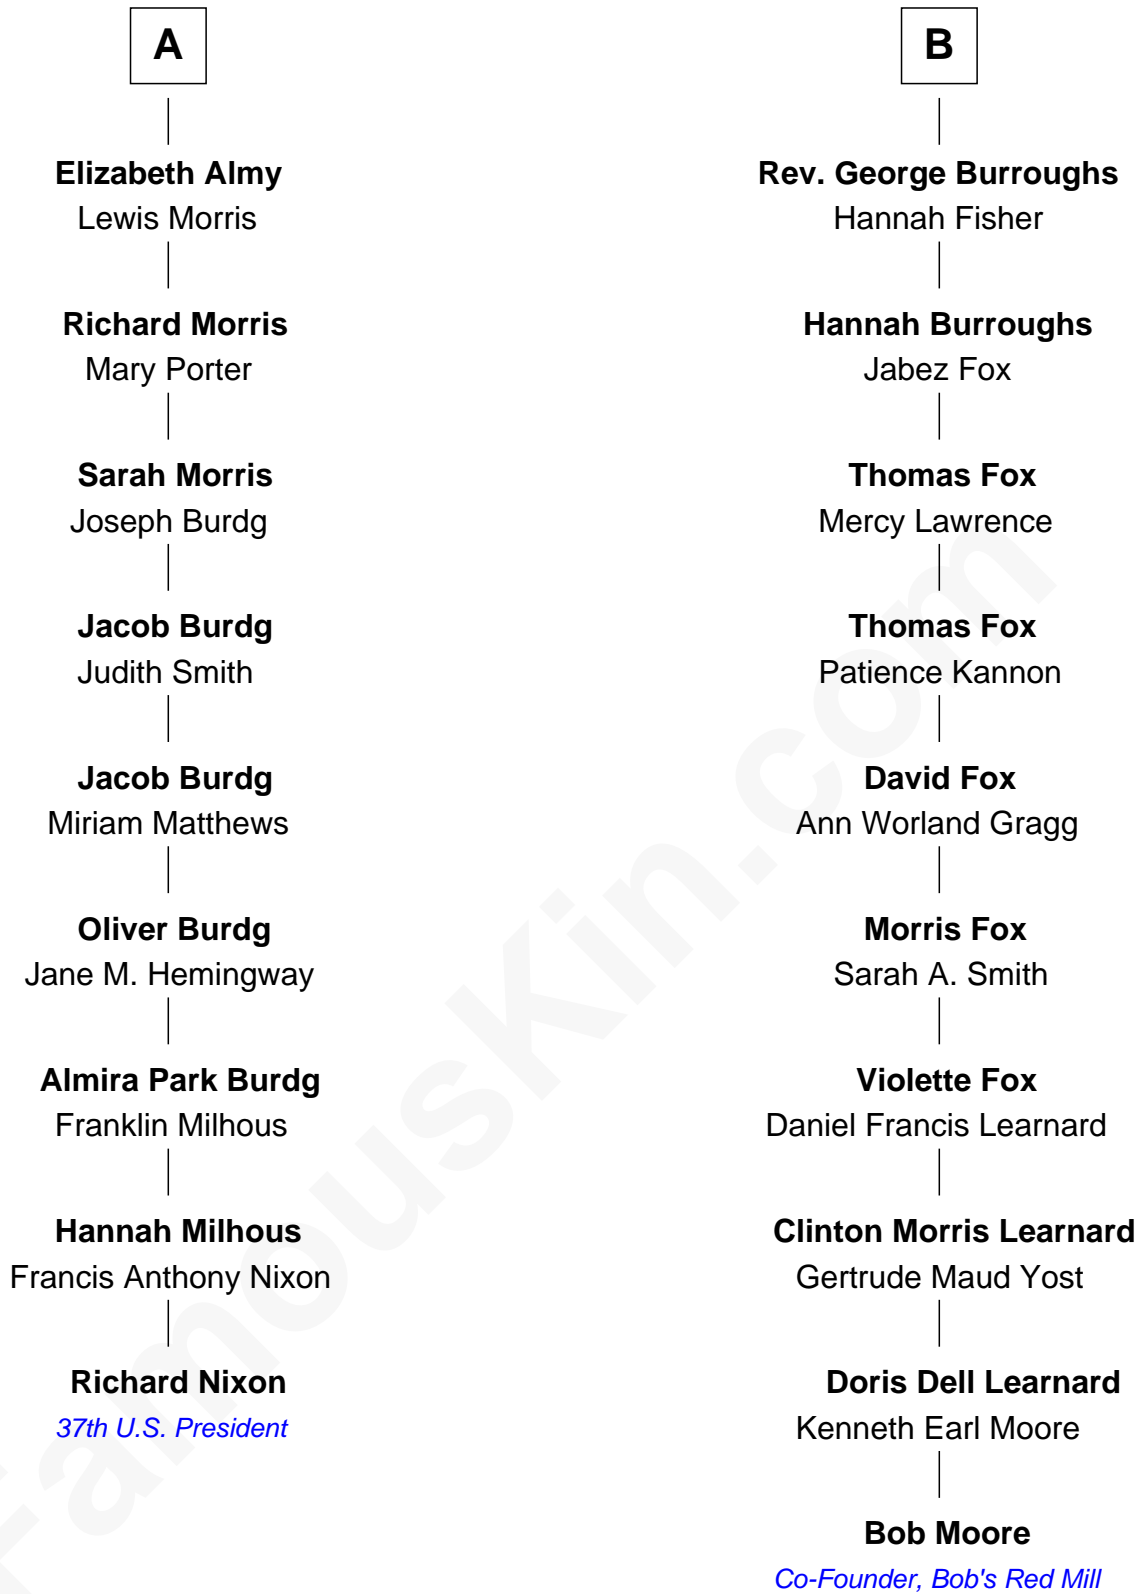 A
Elizabeth Almy
Lewis Morris
Richard Morris
Mary Porter
Sarah Morris
Joseph Burdg
Jacob Burdg
Judith Smith
Jacob Burdg
Miriam Matthews
Oliver Burdg
Jane M. Hemingway
Almira Park Burdg
Franklin Milhous
Hannah Milhous
Francis Anthony Nixon
Richard Nixon
37th U.S. President
B
Rev. George Burroughs
Hannah Fisher
Hannah Burroughs
Jabez Fox
Thomas Fox
Mercy Lawrence
Thomas Fox
Patience Kannon
David Fox
Ann Worland Gragg
Morris Fox
Sarah A. Smith
Violette Fox
Daniel Francis Learnard
Clinton Morris Learnard
Gertrude Maud Yost
Doris Dell Learnard
Kenneth Earl Moore
Bob Moore
Co-Founder, Bob's Red Mill
FamousKin.com